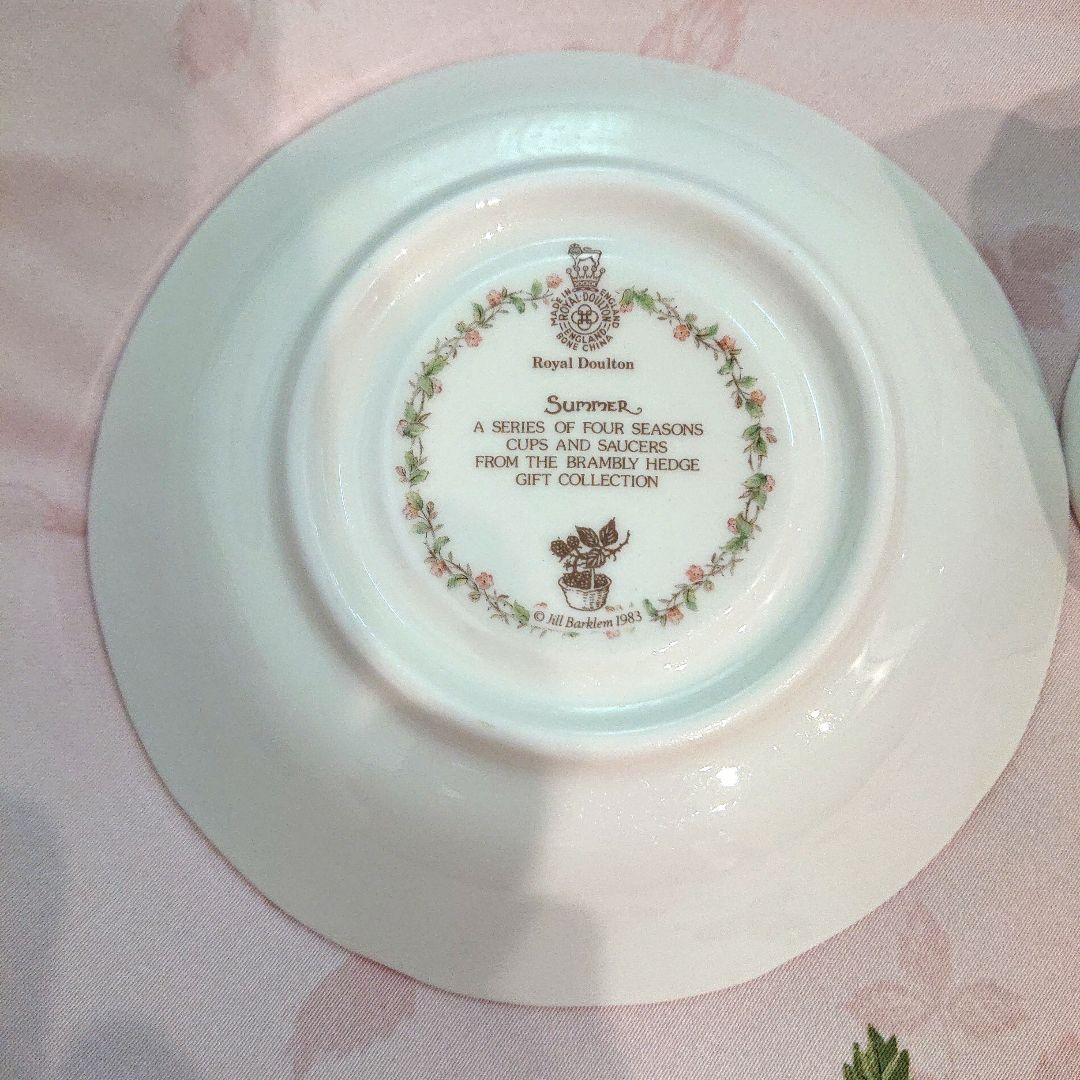 MADE IN ENGLAND
ROYAL·DOULTON
ENGLAND
BONE CHINA
Royal Doulton
SUMMER
A SERIES OF FOUR SEASONS
CUPS AND SAUCERS
FROM THE BRAMBLY HEDGE
GIFT COLLECTION
© Jill Barklem 1983